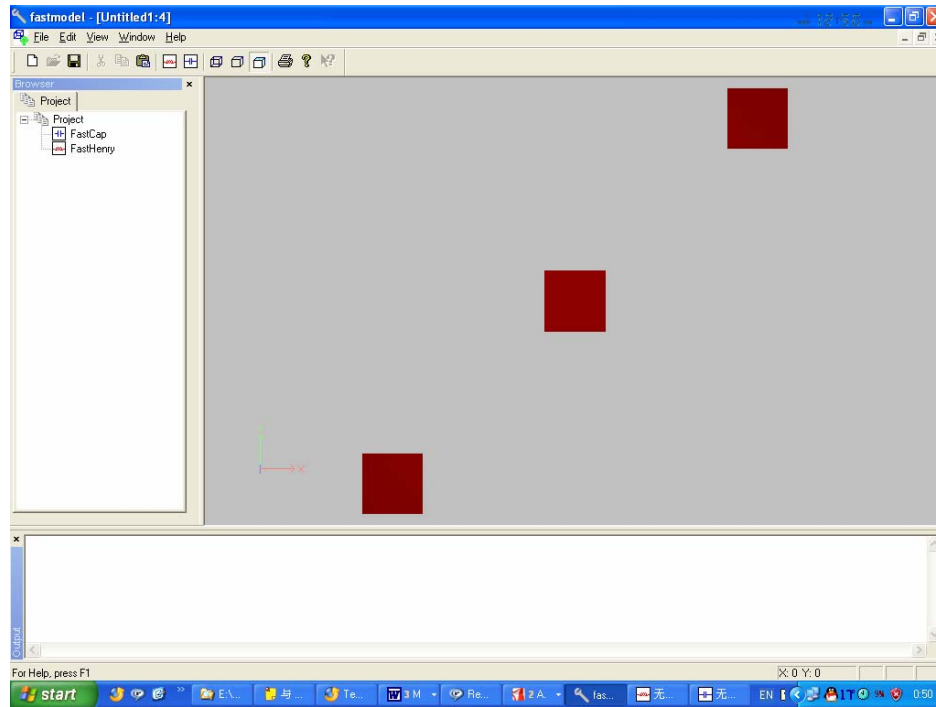 fastmodel - [Untitled1:4]
File Edit View Window Help
Browser
Project
Project
FastCap
FastHenry
X
Output
For Help, press F1
X: 0 Y: 0
start
E:\...
与 ...
Te...
3 M
Re...
2 A.
fas...
无...
无...
EN
0:50